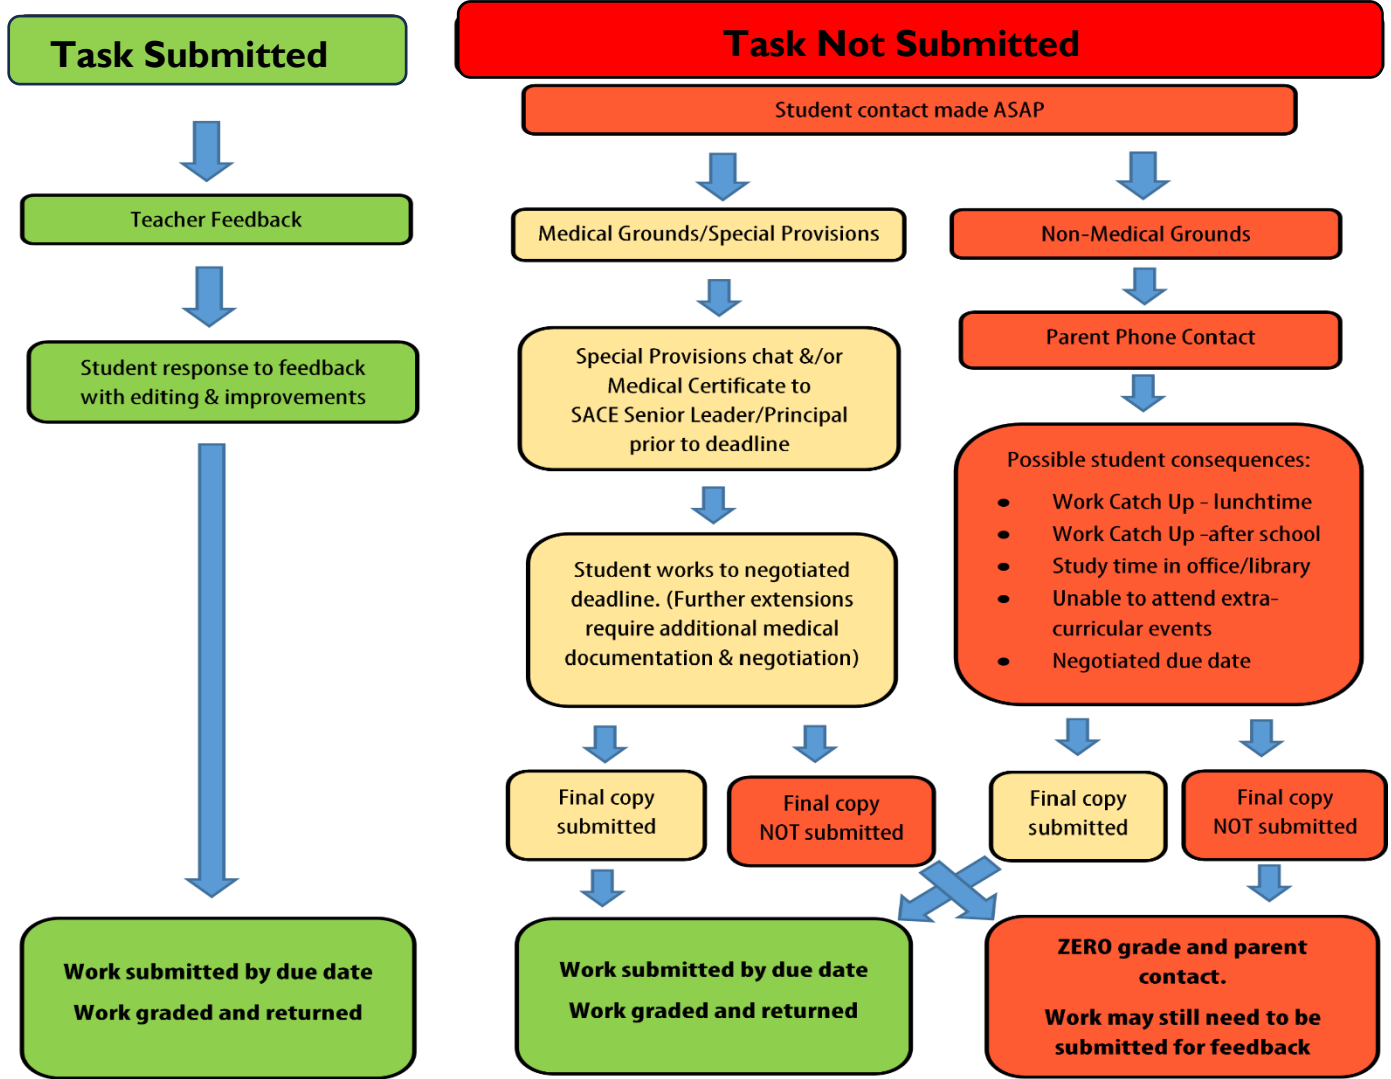 Task Submitted
Teacher Feedback
Student response to feedback
with editing & improvements
Work submitted by due date
Work graded and returned
Task Not Submitted
Student contact made ASAP
Medical Grounds/Special Provisions
Special Provisions chat &/or
Medical Certificate to
SACE Senior Leader/Principal
prior to deadline
Student works to negotiated
deadline. (Further extensions
require additional medical
documentation & negotiation)
Final copy
submitted
Final copy
NOT submitted
Non-Medical Grounds
Parent Phone Contact
Possible student consequences:
• Work Catch Up – lunchtime
• Work Catch Up –after school
• Study time in office/library
• Unable to attend extra-
curricular events
• Negotiated due date
Final copy
submitted
Final copy
NOT submitted
Work submitted by due date
Work graded and returned
ZERO grade and parent
contact.
Work may still need to be
submitted for feedback